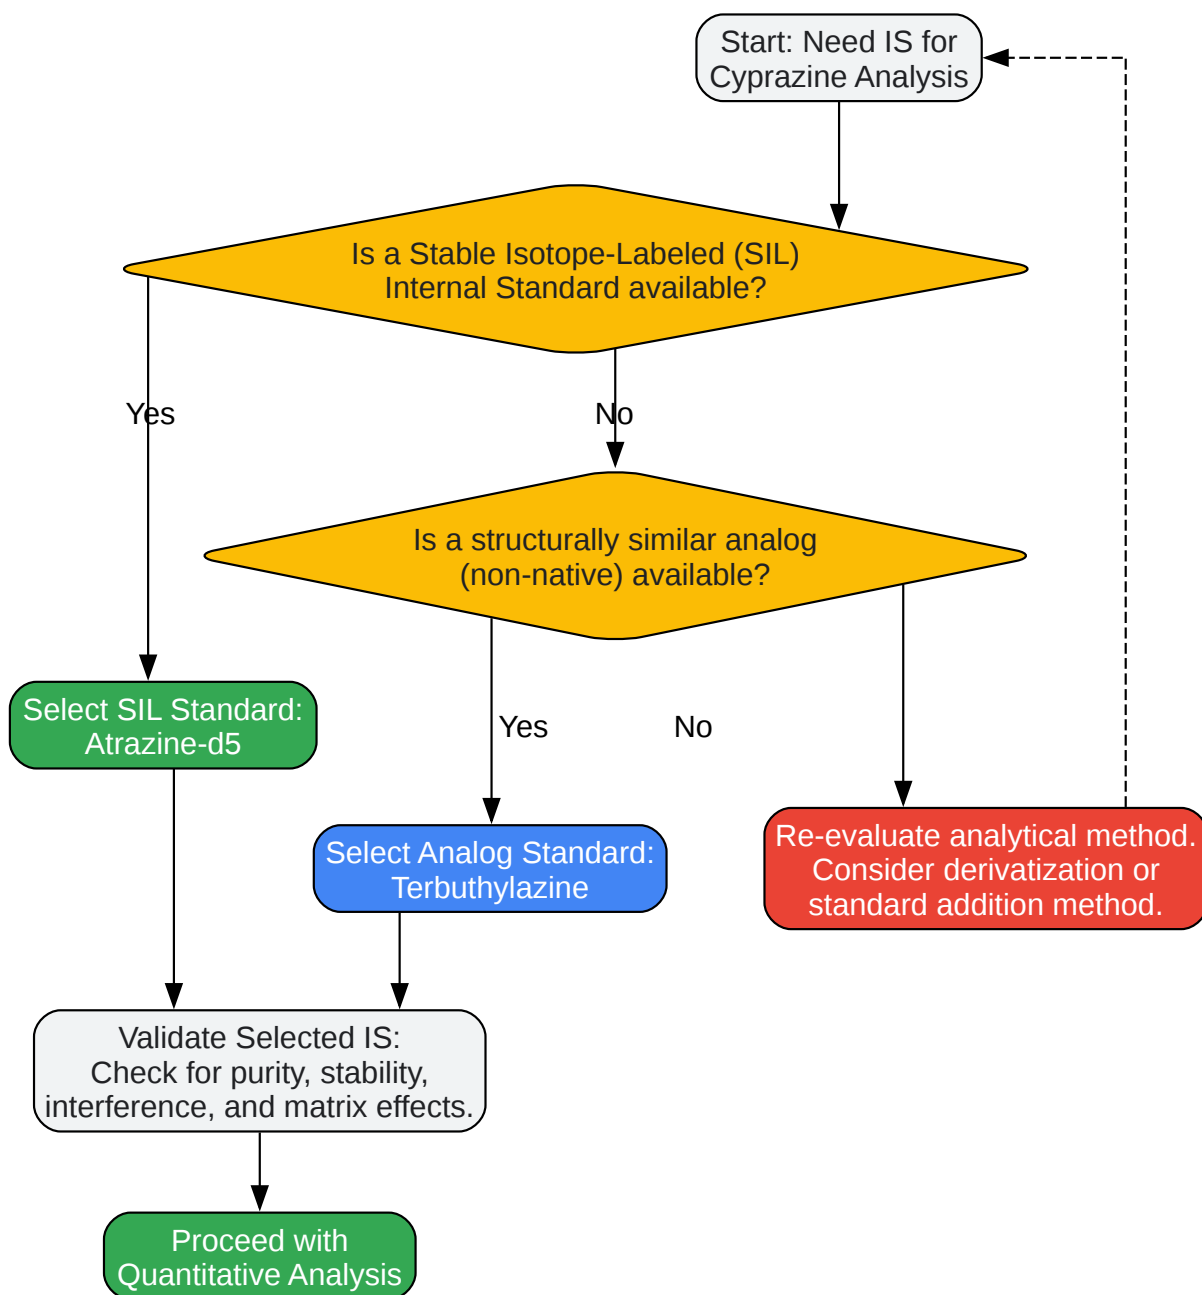 Start: Need IS for
Cyprazine Analysis
Is a Stable Isotope-Labeled (SIL)
Internal Standard available?
Yes
No
Is a structurally similar analog
(non-native) available?
Select SIL Standard:
Atrazine-d5
Yes
No
Select Analog Standard:
Terbuthylazine
Re-evaluate analytical method.
Consider derivatization or
standard addition method.
Validate Selected IS:
Check for purity, stability,
interference, and matrix effects.
Proceed with
Quantitative Analysis